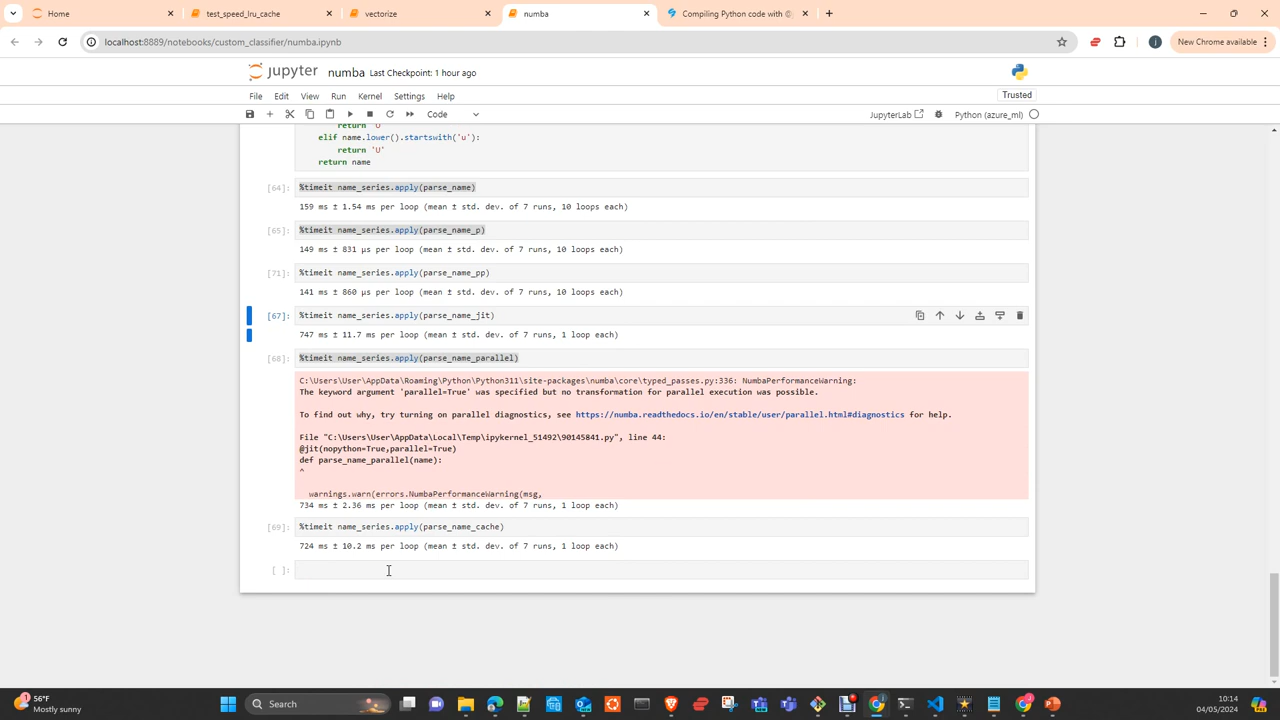 Home
test_speed_lru_cache
vectorize
numba
Compiling Python code with @
localhost:8889/notebooks/custom_classifier/numba.ipynb
New Chrome available
jupyter numba Last Checkpoint: 1 hour ago
File Edit View Run Kernel Settings Help
Trusted
Code
JupyterLab
Python (azure_ml)
return 'U'
elif name.lower().startswith('u'):
return 'U'
return name
[64]: %timeit name_series.apply(parse_name)
159 ms ± 1.54 ms per loop (mean ± std. dev. of 7 runs, 10 loops each)
[65]: %timeit name_series.apply(parse_name_p)
149 ms ± 831 µs per loop (mean ± std. dev. of 7 runs, 10 loops each)
[71]: %timeit name_series.apply(parse_name_pp)
141 ms ± 860 µs per loop (mean ± std. dev. of 7 runs, 10 loops each)
[67]: %timeit name_series.apply(parse_name_jit)
747 ms ± 11.7 ms per loop (mean ± std. dev. of 7 runs, 1 loop each)
[68]: %timeit name_series.apply(parse_name_parallel)
C:\Users\User\AppData\Roaming\Python\Python311\site-packages\numba\core\typed_passes.py:336: NumbaPerformanceWarning:
The keyword argument 'parallel=True' was specified but no transformation for parallel execution was possible.
To find out why, try turning on parallel diagnostics, see https://numba.readthedocs.io/en/stable/user/parallel.html#diagnostics for help.
File "C:\Users\User\AppData\Local\Temp\ipykernel_51492\90145841.py", line 44:
@jit(nopython=True,parallel=True)
def parse_name_parallel(name):
^
warnings.warn(errors.NumbaPerformanceWarning(msg,
734 ms ± 2.36 ms per loop (mean ± std. dev. of 7 runs, 1 loop each)
[69]: %timeit name_series.apply(parse_name_cache)
724 ms ± 10.2 ms per loop (mean ± std. dev. of 7 runs, 1 loop each)
[ ]:
1
56°F
Mostly sunny
Search
10:14
04/05/2024